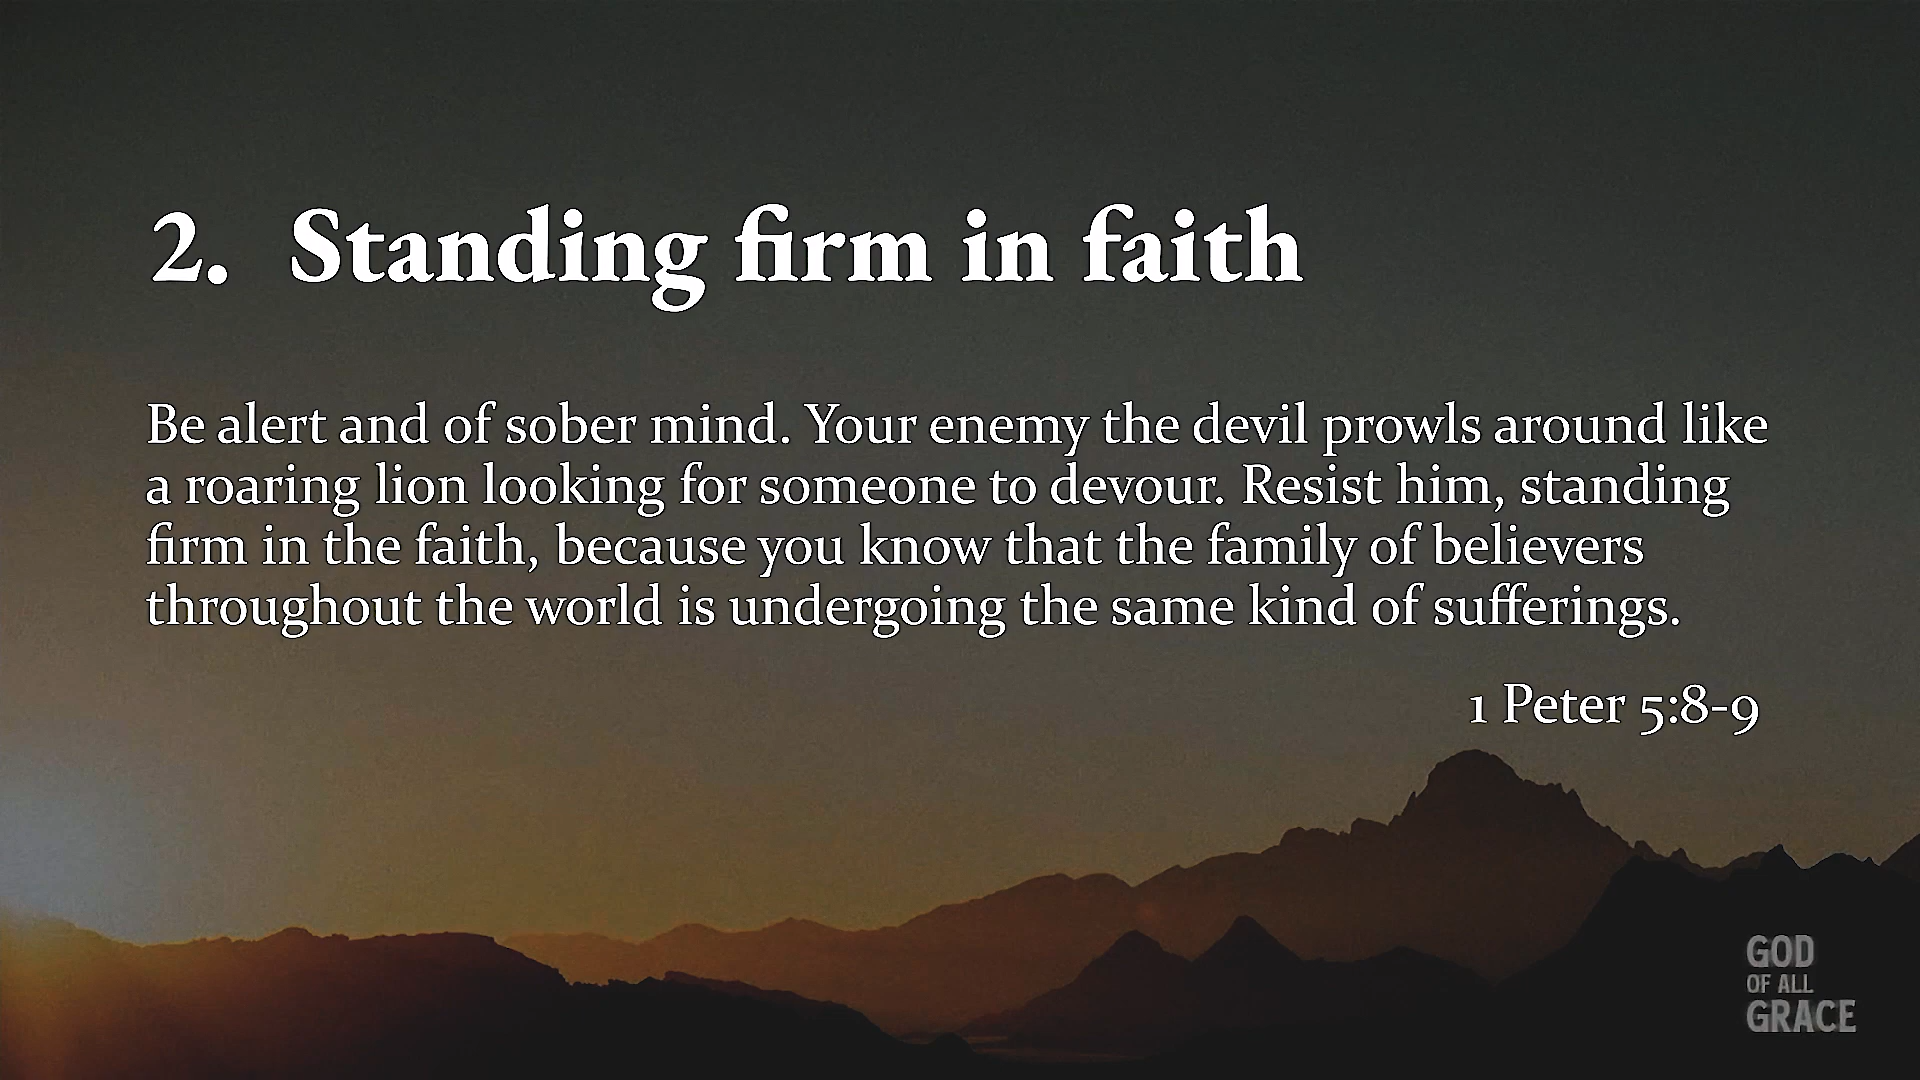 2. Standing firm in faith
Be alert and of sober mind. Your enemy the devil prowls around like
a roaring lion looking for someone to devour. Resist him, standing
firm in the faith, because you know that the family of believers
throughout the world is undergoing the same kind of sufferings.
1 Peter 5:8-9
GOD
OF ALL
GRACE